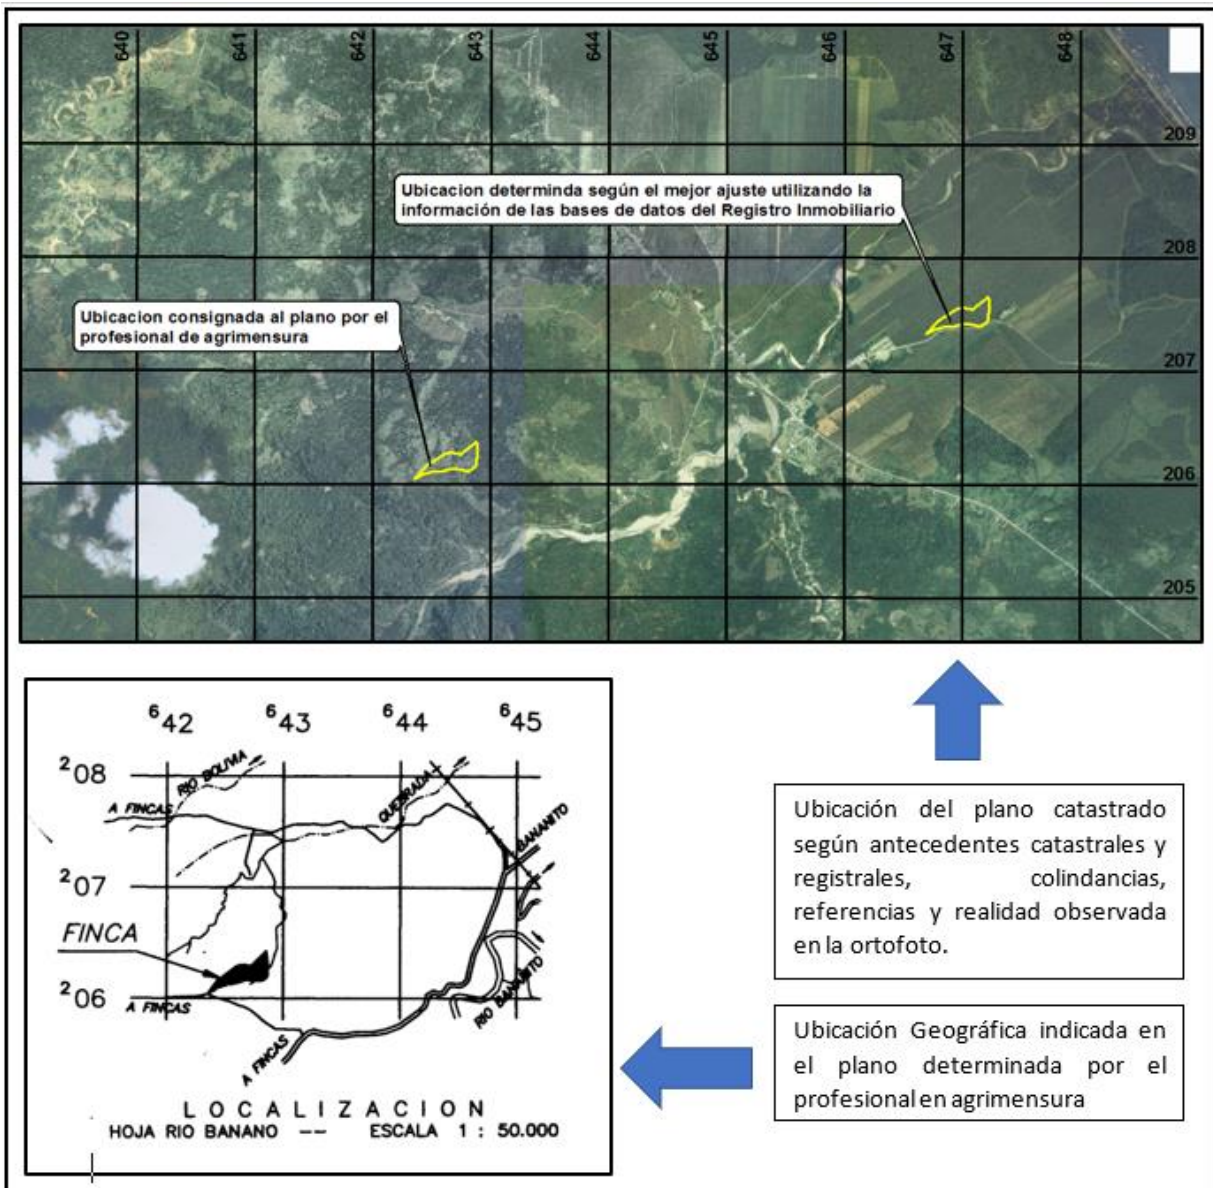 640 641 642 643 644 645 646 647 648
209
Ubicacion determinda según el mejor ajuste utilizando la
información de las bases de datos del Registro Inmobiliario
208
Ubicacion consignada al plano por el
profesional de agrimensura
207
206
205
642 643 644 645
208
RIO BOLIVIA
A FINCAS
QUEBRADA
BANANITO
207
FINCA
206
A FINCAS
RIO BANANITO
A FINCAS
LOCALIZACION
HOJA RIO BANANO -- ESCALA 1 : 50.000
Ubicación del plano catastrado
según antecedentes catastrales y
registrales, colindancias,
referencias y realidad observada
en la ortofoto.
Ubicación Geográfica indicada en
el plano determinada por el
profesional en agrimensura